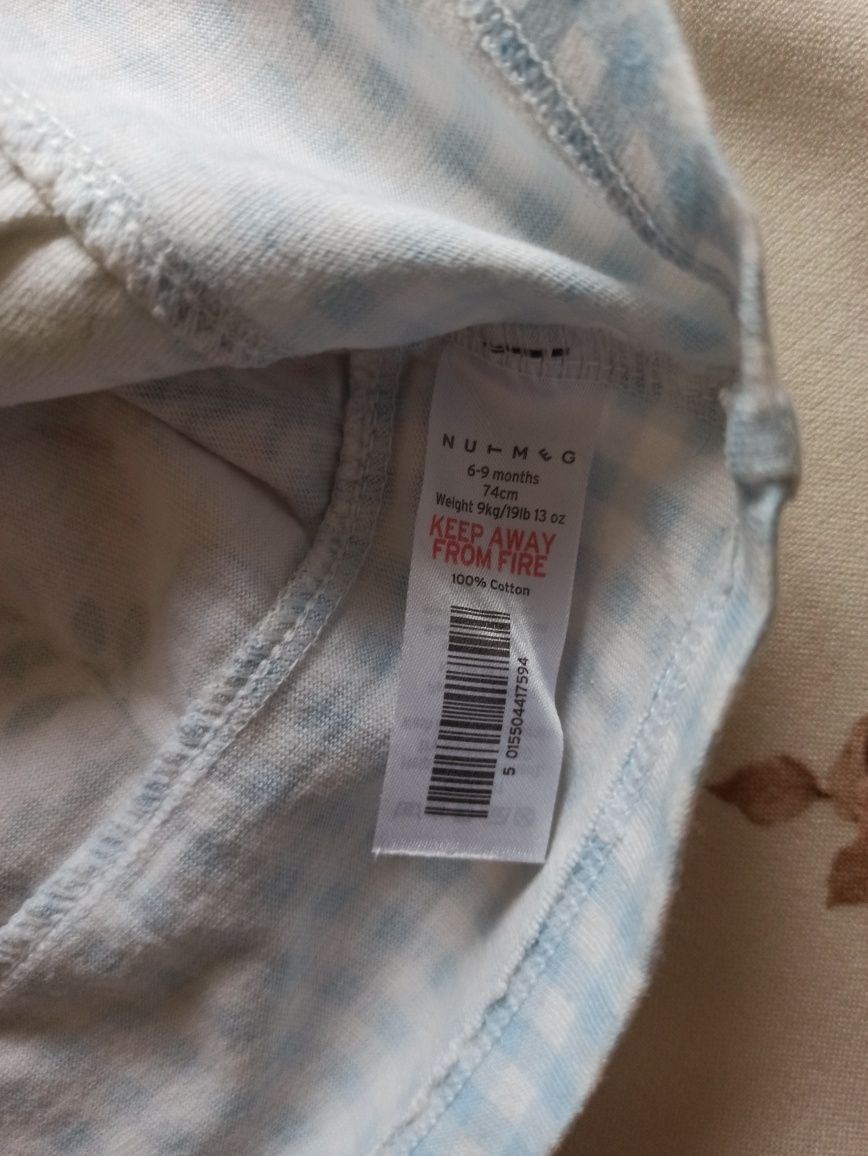 NUTMEG
6-9 months
74cm
Weight 9kg/19lb 13 oz
KEEP AWAY
FROM FIRE
100% Cotton
5 015504417594